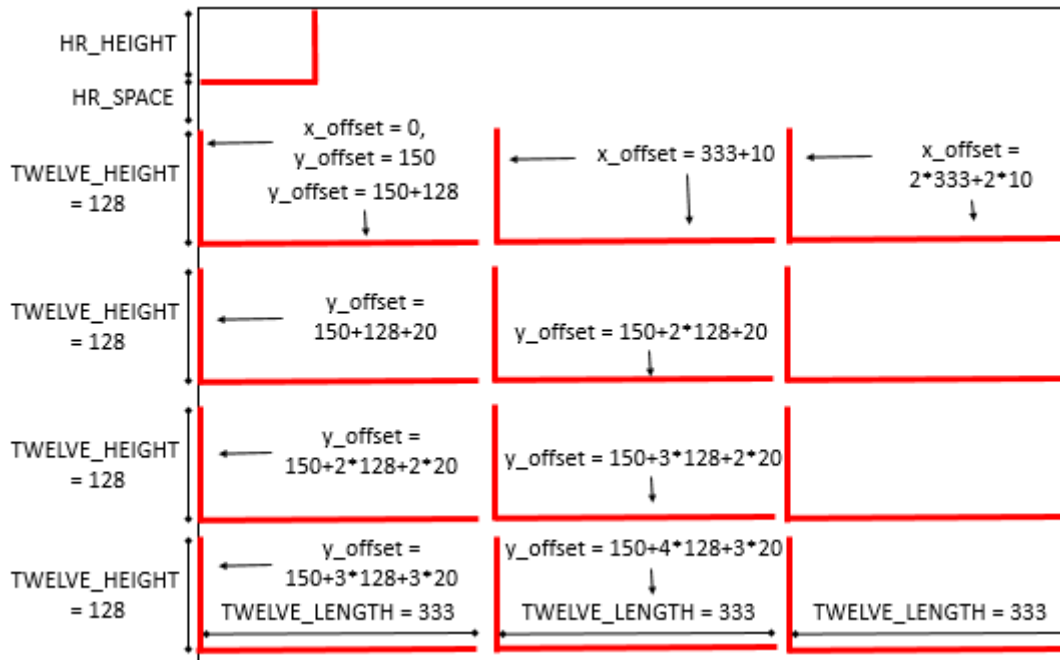 HR_HEIGHT
HR_SPACE
TWELVE_HEIGHT
= 128
x_offset = 0,
y_offset = 150
y_offset = 150+128
x_offset = 333+10
x_offset =
2*333+2*10
TWELVE_HEIGHT
= 128
y_offset =
150+128+20
y_offset = 150+2*128+20
TWELVE_HEIGHT
= 128
y_offset =
150+2*128+2*20
y_offset = 150+3*128+2*20
TWELVE_HEIGHT
= 128
y_offset =
150+3*128+3*20
y_offset = 150+4*128+3*20
TWELVE_LENGTH = 333
TWELVE_LENGTH = 333
TWELVE_LENGTH = 333